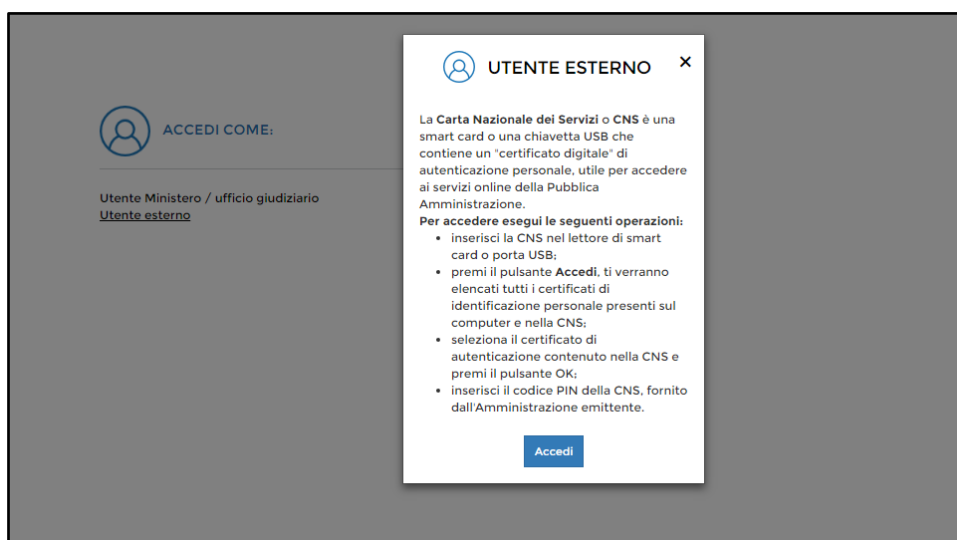 ACCEDI COME:
Utente Ministero / ufficio giudiziario
Utente esterno
UTENTE ESTERNO ×
La Carta Nazionale dei Servizi o CNS è una
smart card o una chiavetta USB che
contiene un "certificato digitale" di
autenticazione personale, utile per accedere
ai servizi online della Pubblica
Amministrazione.
Per accedere esegui le seguenti operazioni:
• inserisci la CNS nel lettore di smart
card o porta USB;
• premi il pulsante Accedi, ti verranno
elencati tutti i certificati di
identificazione personale presenti sul
computer e nella CNS;
• seleziona il certificato di
autenticazione contenuto nella CNS e
premi il pulsante OK;
• inserisci il codice PIN della CNS, fornito
dall'Amministrazione emittente.
Accedi